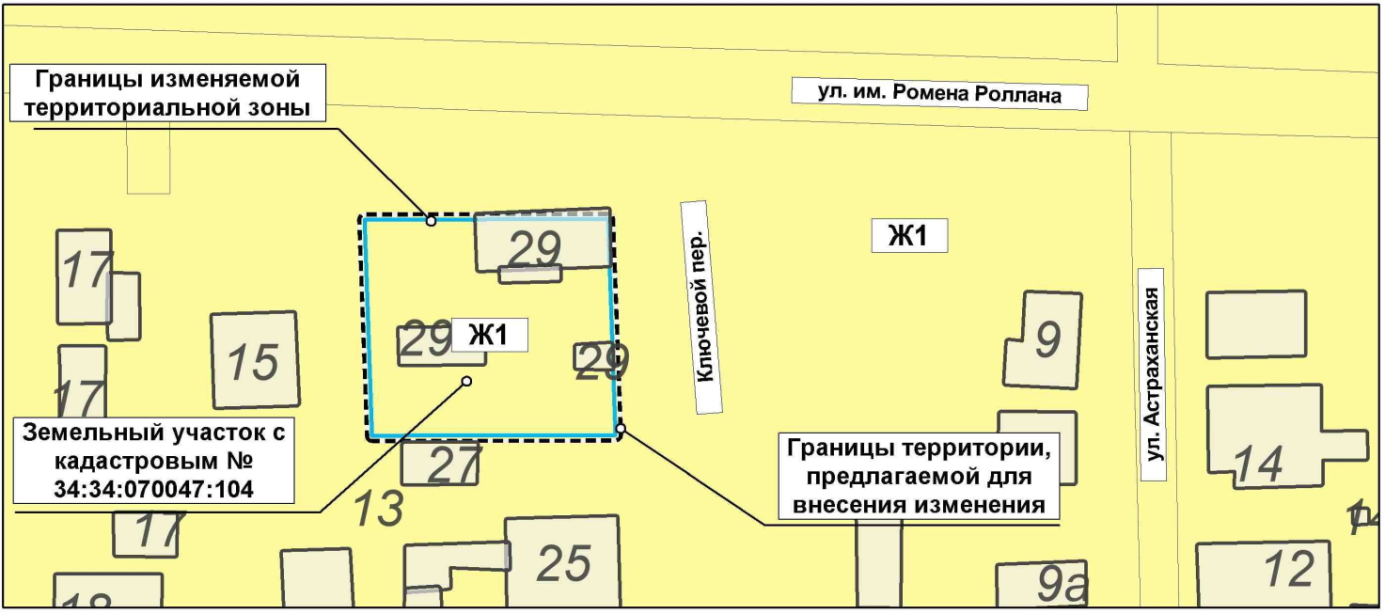 Границы изменяемой
территориальной зоны
ул. им. Ромена Роллана
Ж1
Ключевой пер.
ул. Астраханская
17
29
15
29
Ж1
29
9
17
Земельный участок с
кадастровым №
34:34:070047:104
27
Границы территории,
предлагаемой для
внесения изменения
14
13
17
25
9а
12
18